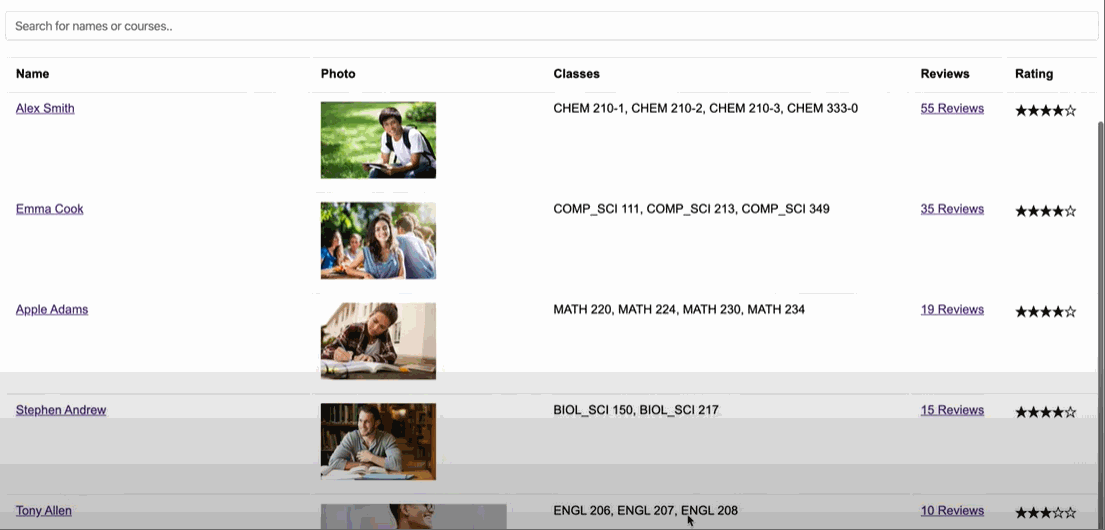 Search for names or courses..
Name Photo Classes Reviews Rating
Alex Smith CHEM 210-1, CHEM 210-2, CHEM 210-3, CHEM 333-0 55 Reviews ★★★★☆
Emma Cook COMP_SCI 111, COMP_SCI 213, COMP_SCI 349 35 Reviews ★★★★☆
Apple Adams MATH 220, MATH 224, MATH 230, MATH 234 19 Reviews ★★★★☆
Stephen Andrew BIOL_SCI 150, BIOL_SCI 217 15 Reviews ★★★★☆
Tony Allen ENGL 206, ENGL 207, ENGL 208 10 Reviews ★★★☆☆